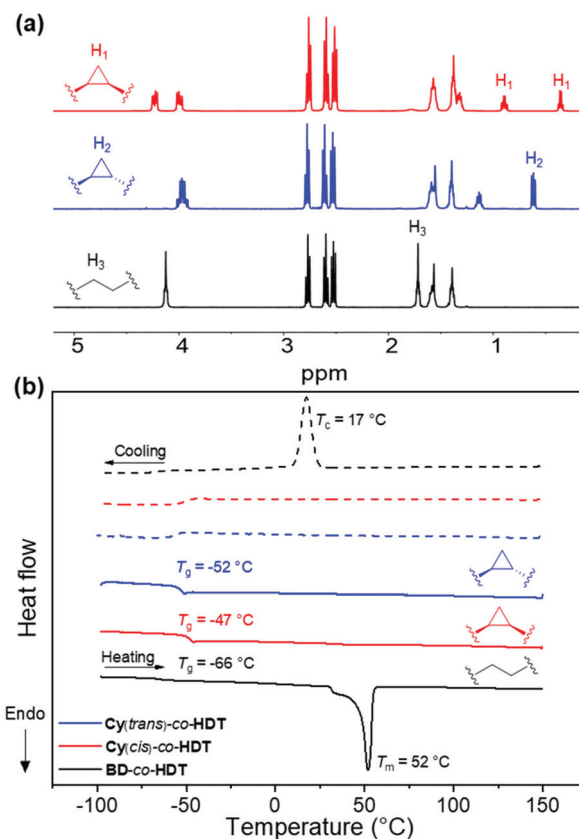 (a)
H₁
H₁
H₁
H₂
H₂
H₃
H₃
5
4
3
2
1
ppm
(b)
Tc = 17 °C
Cooling
Tg = -52 °C
Tg = -47 °C
Heating
Tg = -66 °C
Heat flow
Endo
Cy(trans)-co-HDT
Cy(cis)-co-HDT
BD-co-HDT
Tm = 52 °C
-100
-50
0
50
100
150
Temperature (°C)